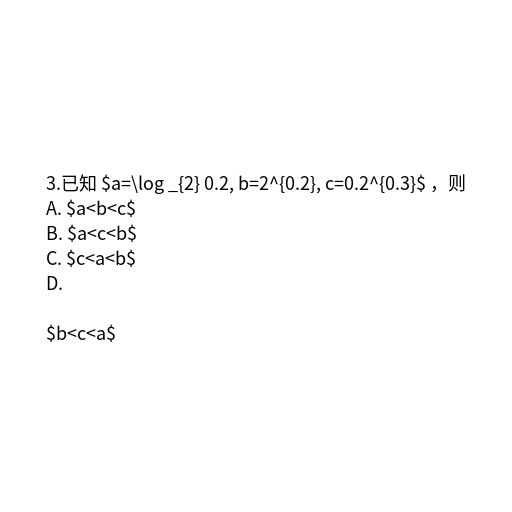 3.已知 $a=\log _{2} 0.2, b=2^{0.2}, c=0.2^{0.3}$ ，则
A. $a<b<c$
B. $a<c<b$
C. $c<a<b$
D.
$b<c<a$